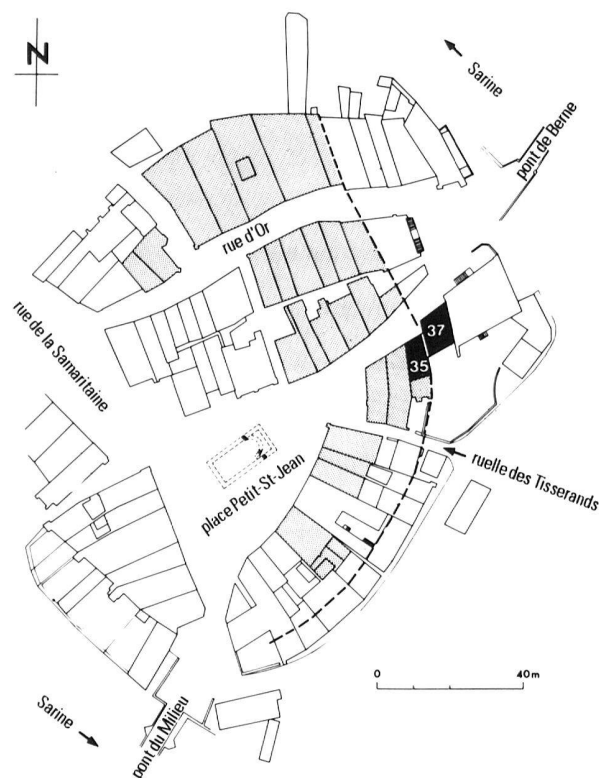 N
Sarine
pont de Berne
rue d'Or
rue de la Samaritaine
37
35
place Petit-St-Jean
ruelle des Tisserands
0 40 m
Sarine
pont du Milieu